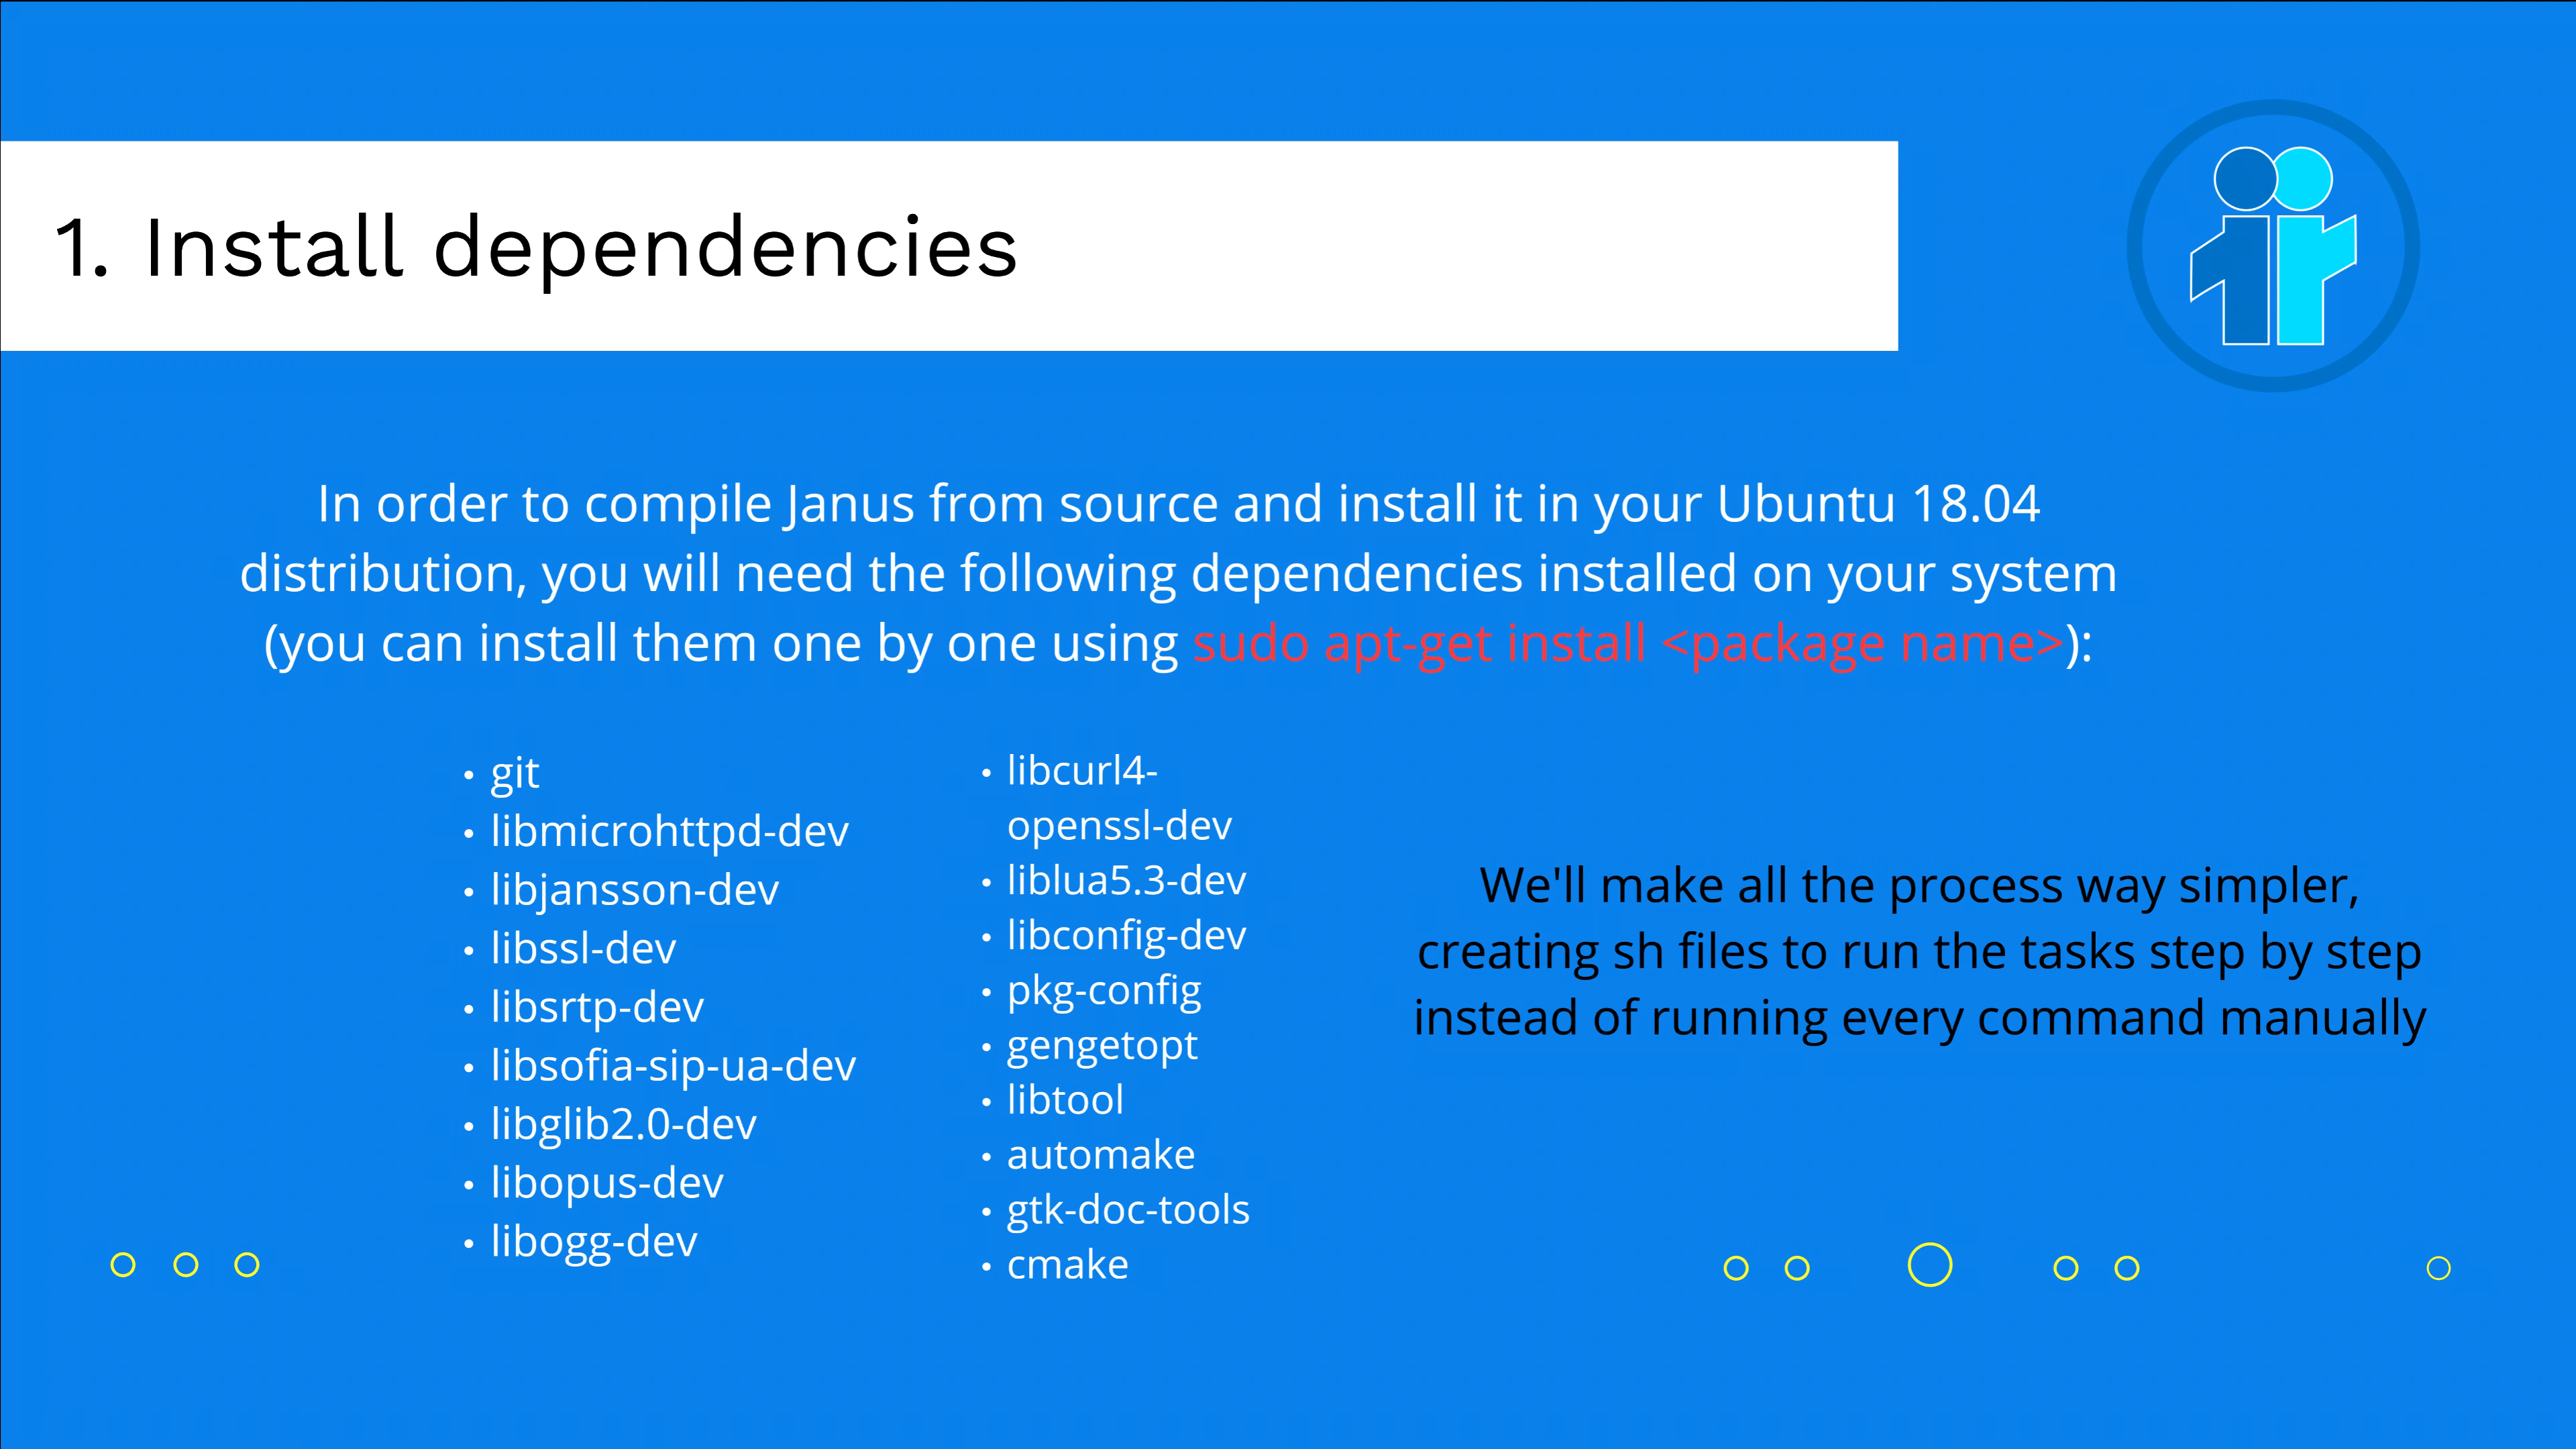 1. Install dependencies
In order to compile Janus from source and install it in your Ubuntu 18.04
distribution, you will need the following dependencies installed on your system
(you can install them one by one using sudo apt-get install <package name>):
• git
• libmicrohttpd-dev
• libjansson-dev
• libssl-dev
• libsrtp-dev
• libsofia-sip-ua-dev
• libglib2.0-dev
• libopus-dev
• libogg-dev
• libcurl4-
openssl-dev
• liblua5.3-dev
• libconfig-dev
• pkg-config
• gengetopt
• libtool
• automake
• gtk-doc-tools
• cmake
We'll make all the process way simpler,
creating sh files to run the tasks step by step
instead of running every command manually